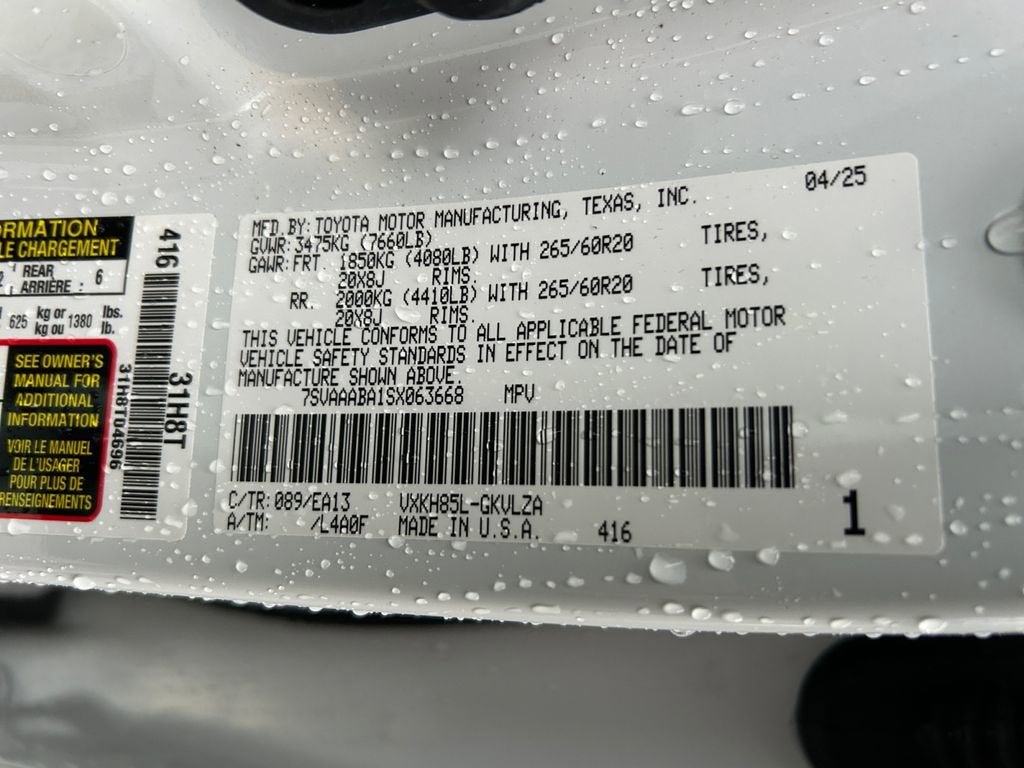 ORMATION
LE CHARGEMENT
REAR
ARRIÈRE : 6
625 kg or 1380 lbs.
kg ou lb.
SEE OWNER'S
MANUAL FOR
ADDITIONAL
INFORMATION
VOIR LE MANUEL
DE L'USAGER
POUR PLUS DE
RENSEIGNEMENTS
416
31H8T
31H8T04696
04/25
MFD.BY:TOYOTA MOTOR MANUFACTURING, TEXAS, INC.
GVWR:3475KG (7660LB)
GAWR:FRT. 1850KG (4080LB) WITH 265/60R20 TIRES,
20X8J RIMS.
RR. 2000KG (4410LB) WITH 265/60R20 TIRES,
20X8J RIMS.
THIS VEHICLE CONFORMS TO ALL APPLICABLE FEDERAL MOTOR
VEHICLE SAFETY STANDARDS IN EFFECT ON THE DATE OF
MANUFACTURE SHOWN ABOVE.
7SVAAABA1SX063668 MPV
C/TR:089/EA13 VXKH85L-GKVLZA
A/TM: /L4A0F MADE IN U.S.A. 416
1